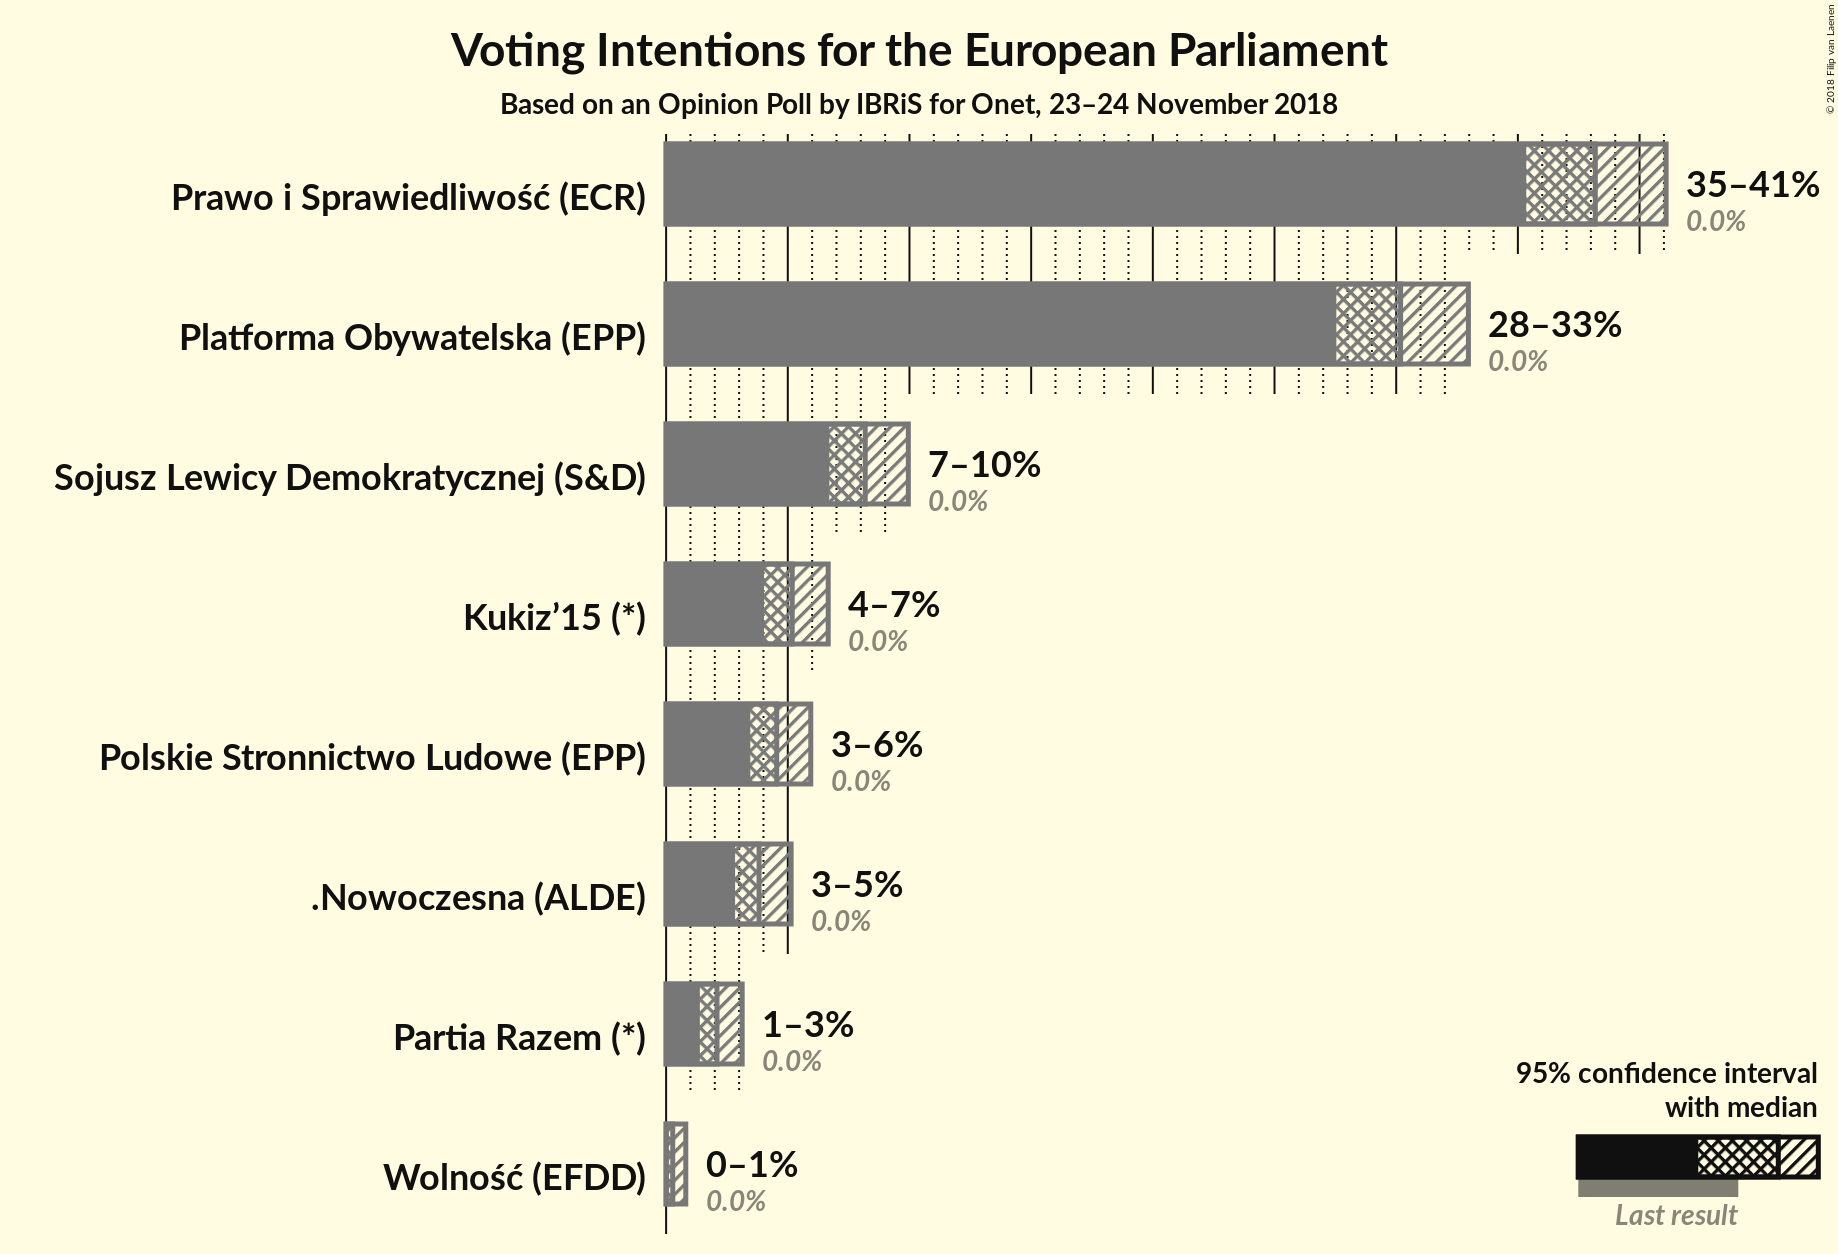 Voting Intentions for the European Parliament
Based on an Opinion Poll by IBRiS for Onet, 23–24 November 2018
© 2018 Filip van Laenen
Prawo i Sprawiedliwość (ECR)
35–41%
0.0%
Platforma Obywatelska (EPP)
28–33%
0.0%
Sojusz Lewicy Demokratycznej (S&D)
7–10%
0.0%
Kukiz’15 (*)
4–7%
0.0%
Polskie Stronnictwo Ludowe (EPP)
3–6%
0.0%
.Nowoczesna (ALDE)
3–5%
0.0%
Partia Razem (*)
1–3%
0.0%
Wolność (EFDD)
0–1%
0.0%
95% confidence interval
with median
Last result